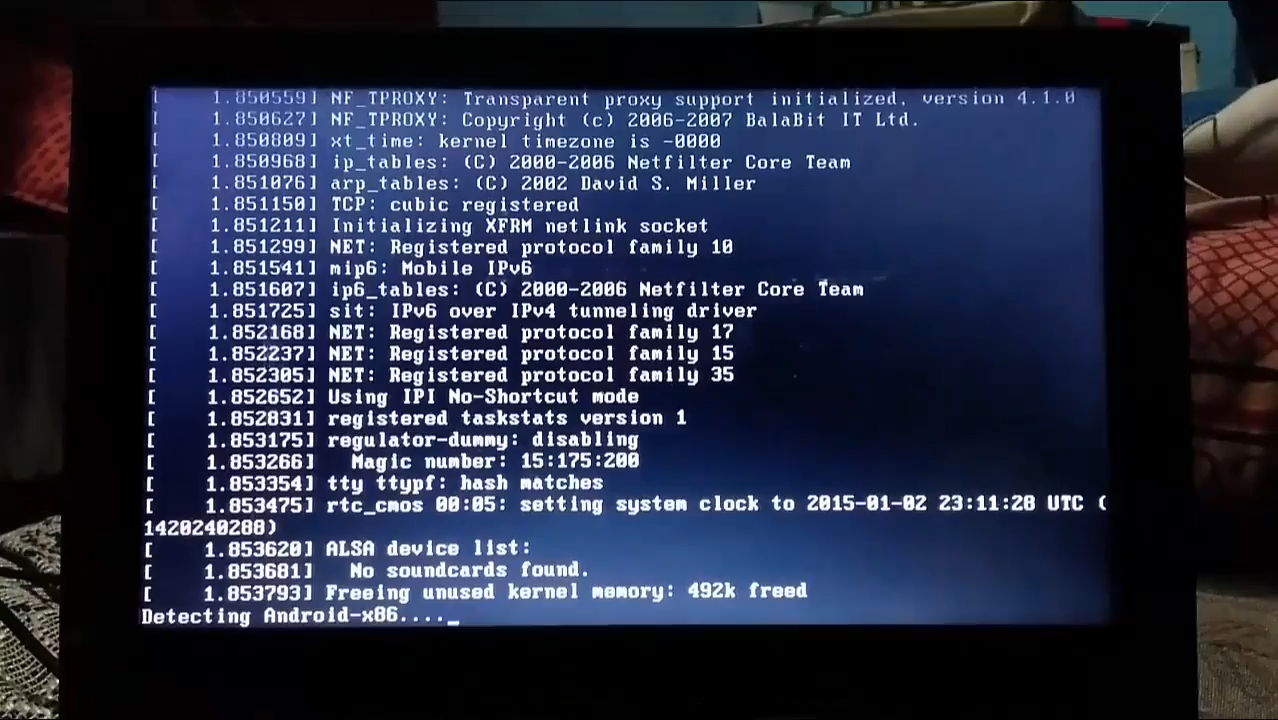 [    1.850559] NF_TPROXY: Transparent proxy support initialized, version 4.1.0
[    1.850627] NF_TPROXY: Copyright (c) 2006-2007 BalaBit IT Ltd.
[    1.850809] xt_time: kernel timezone is -0000
[    1.850968] ip_tables: (C) 2000-2006 Netfilter Core Team
[    1.851076] arp_tables: (C) 2002 David S. Miller
[    1.851150] TCP: cubic registered
[    1.851211] Initializing XFRM netlink socket
[    1.851299] NET: Registered protocol family 10
[    1.851541] mip6: Mobile IPv6
[    1.851607] ip6_tables: (C) 2000-2006 Netfilter Core Team
[    1.851725] sit: IPv6 over IPv4 tunneling driver
[    1.852168] NET: Registered protocol family 17
[    1.852237] NET: Registered protocol family 15
[    1.852305] NET: Registered protocol family 35
[    1.852652] Using IPI No-Shortcut mode
[    1.852831] registered taskstats version 1
[    1.853175] regulator-dummy: disabling
[    1.853266]   Magic number: 15:175:200
[    1.853354] tty ttypf: hash matches
[    1.853475] rtc_cmos 00:05: setting system clock to 2015-01-02 23:11:28 UTC (
1420240288)
[    1.853620] ALSA device list:
[    1.853681]   No soundcards found.
[    1.853793] Freeing unused kernel memory: 492k freed
Detecting Android-x86...._